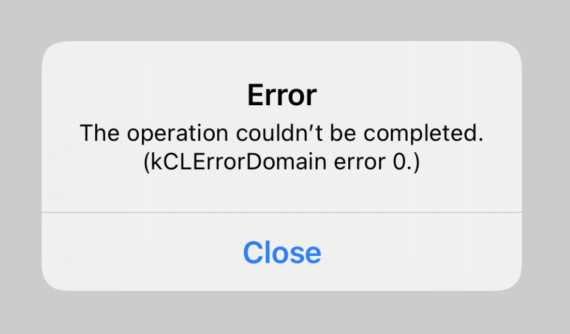 Error
The operation couldn’t be completed.
(kCLErrorDomain error 0.)
Close